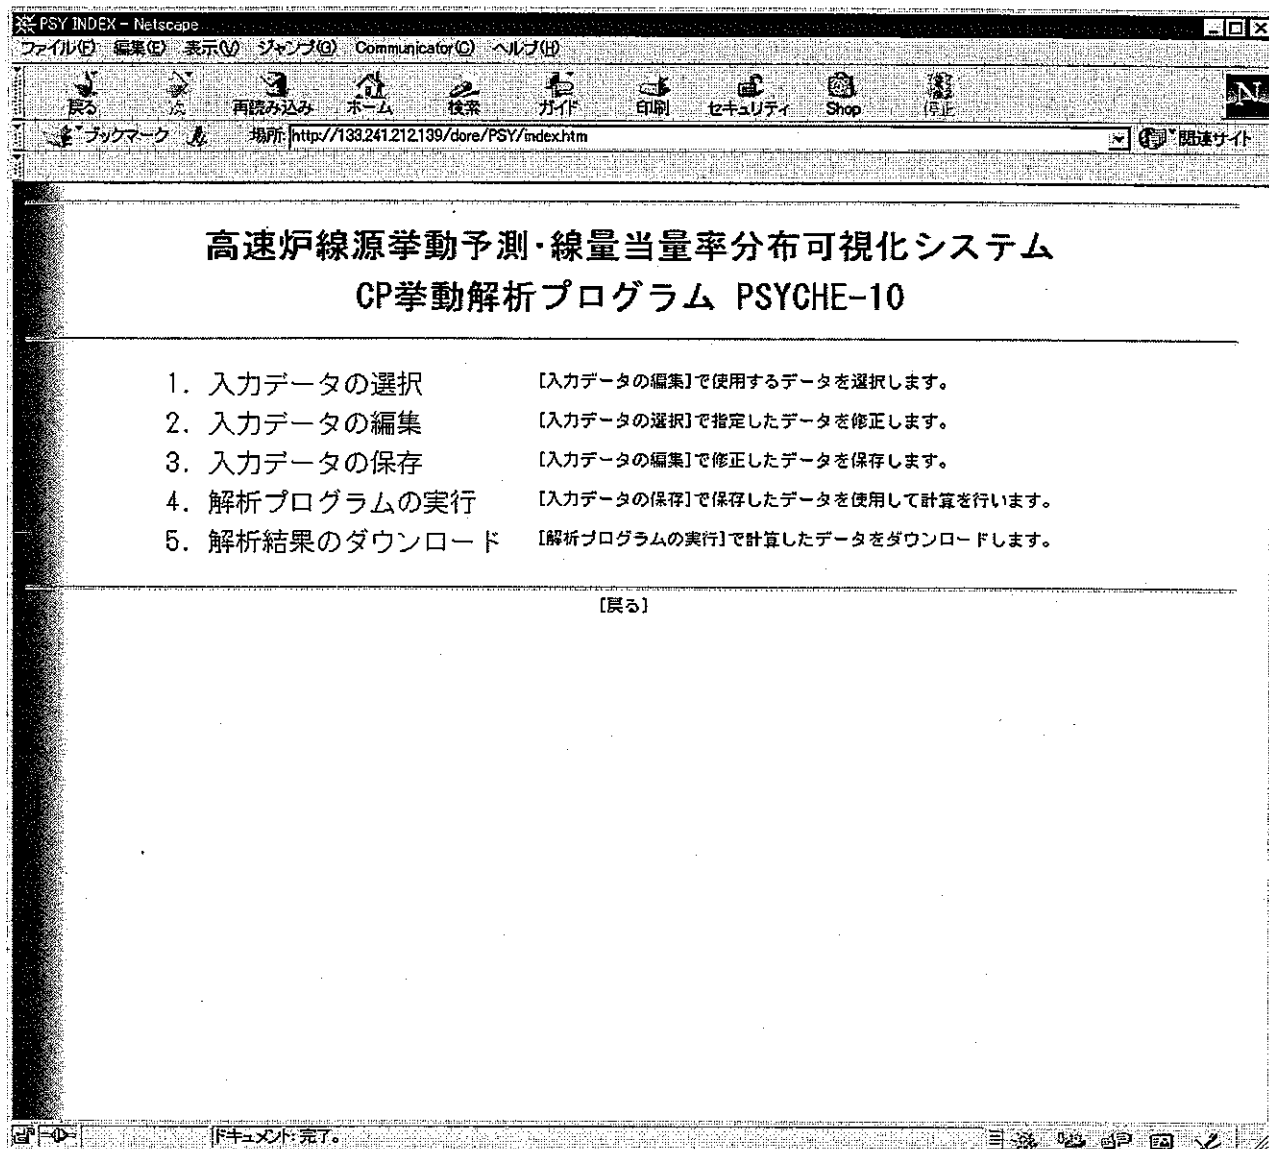 PSY INDEX - Netscape
ファイル(F) 編集(E) 表示(V) ジャンプ(G) Communicator(C) ヘルプ(H)
戻る 次 再読み込み ホーム 検索 ガイド 印刷 セキュリティ Shop 停止
N
ブックマーク 場所: http://133.241.212.139/dore/PSY/index.htm 関連サイト
高速炉線源挙動予測・線量当量率分布可視化システム
CP挙動解析プログラム PSYCHE-10
1. 入力データの選択 [入力データの編集]で使用するデータを選択します。
2. 入力データの編集 [入力データの選択]で指定したデータを修正します。
3. 入力データの保存 [入力データの編集]で修正したデータを保存します。
4. 解析プログラムの実行 [入力データの保存]で保存したデータを使用して計算を行います。
5. 解析結果のダウンロード [解析プログラムの実行]で計算したデータをダウンロードします。
[戻る]
ドキュメント: 完了。